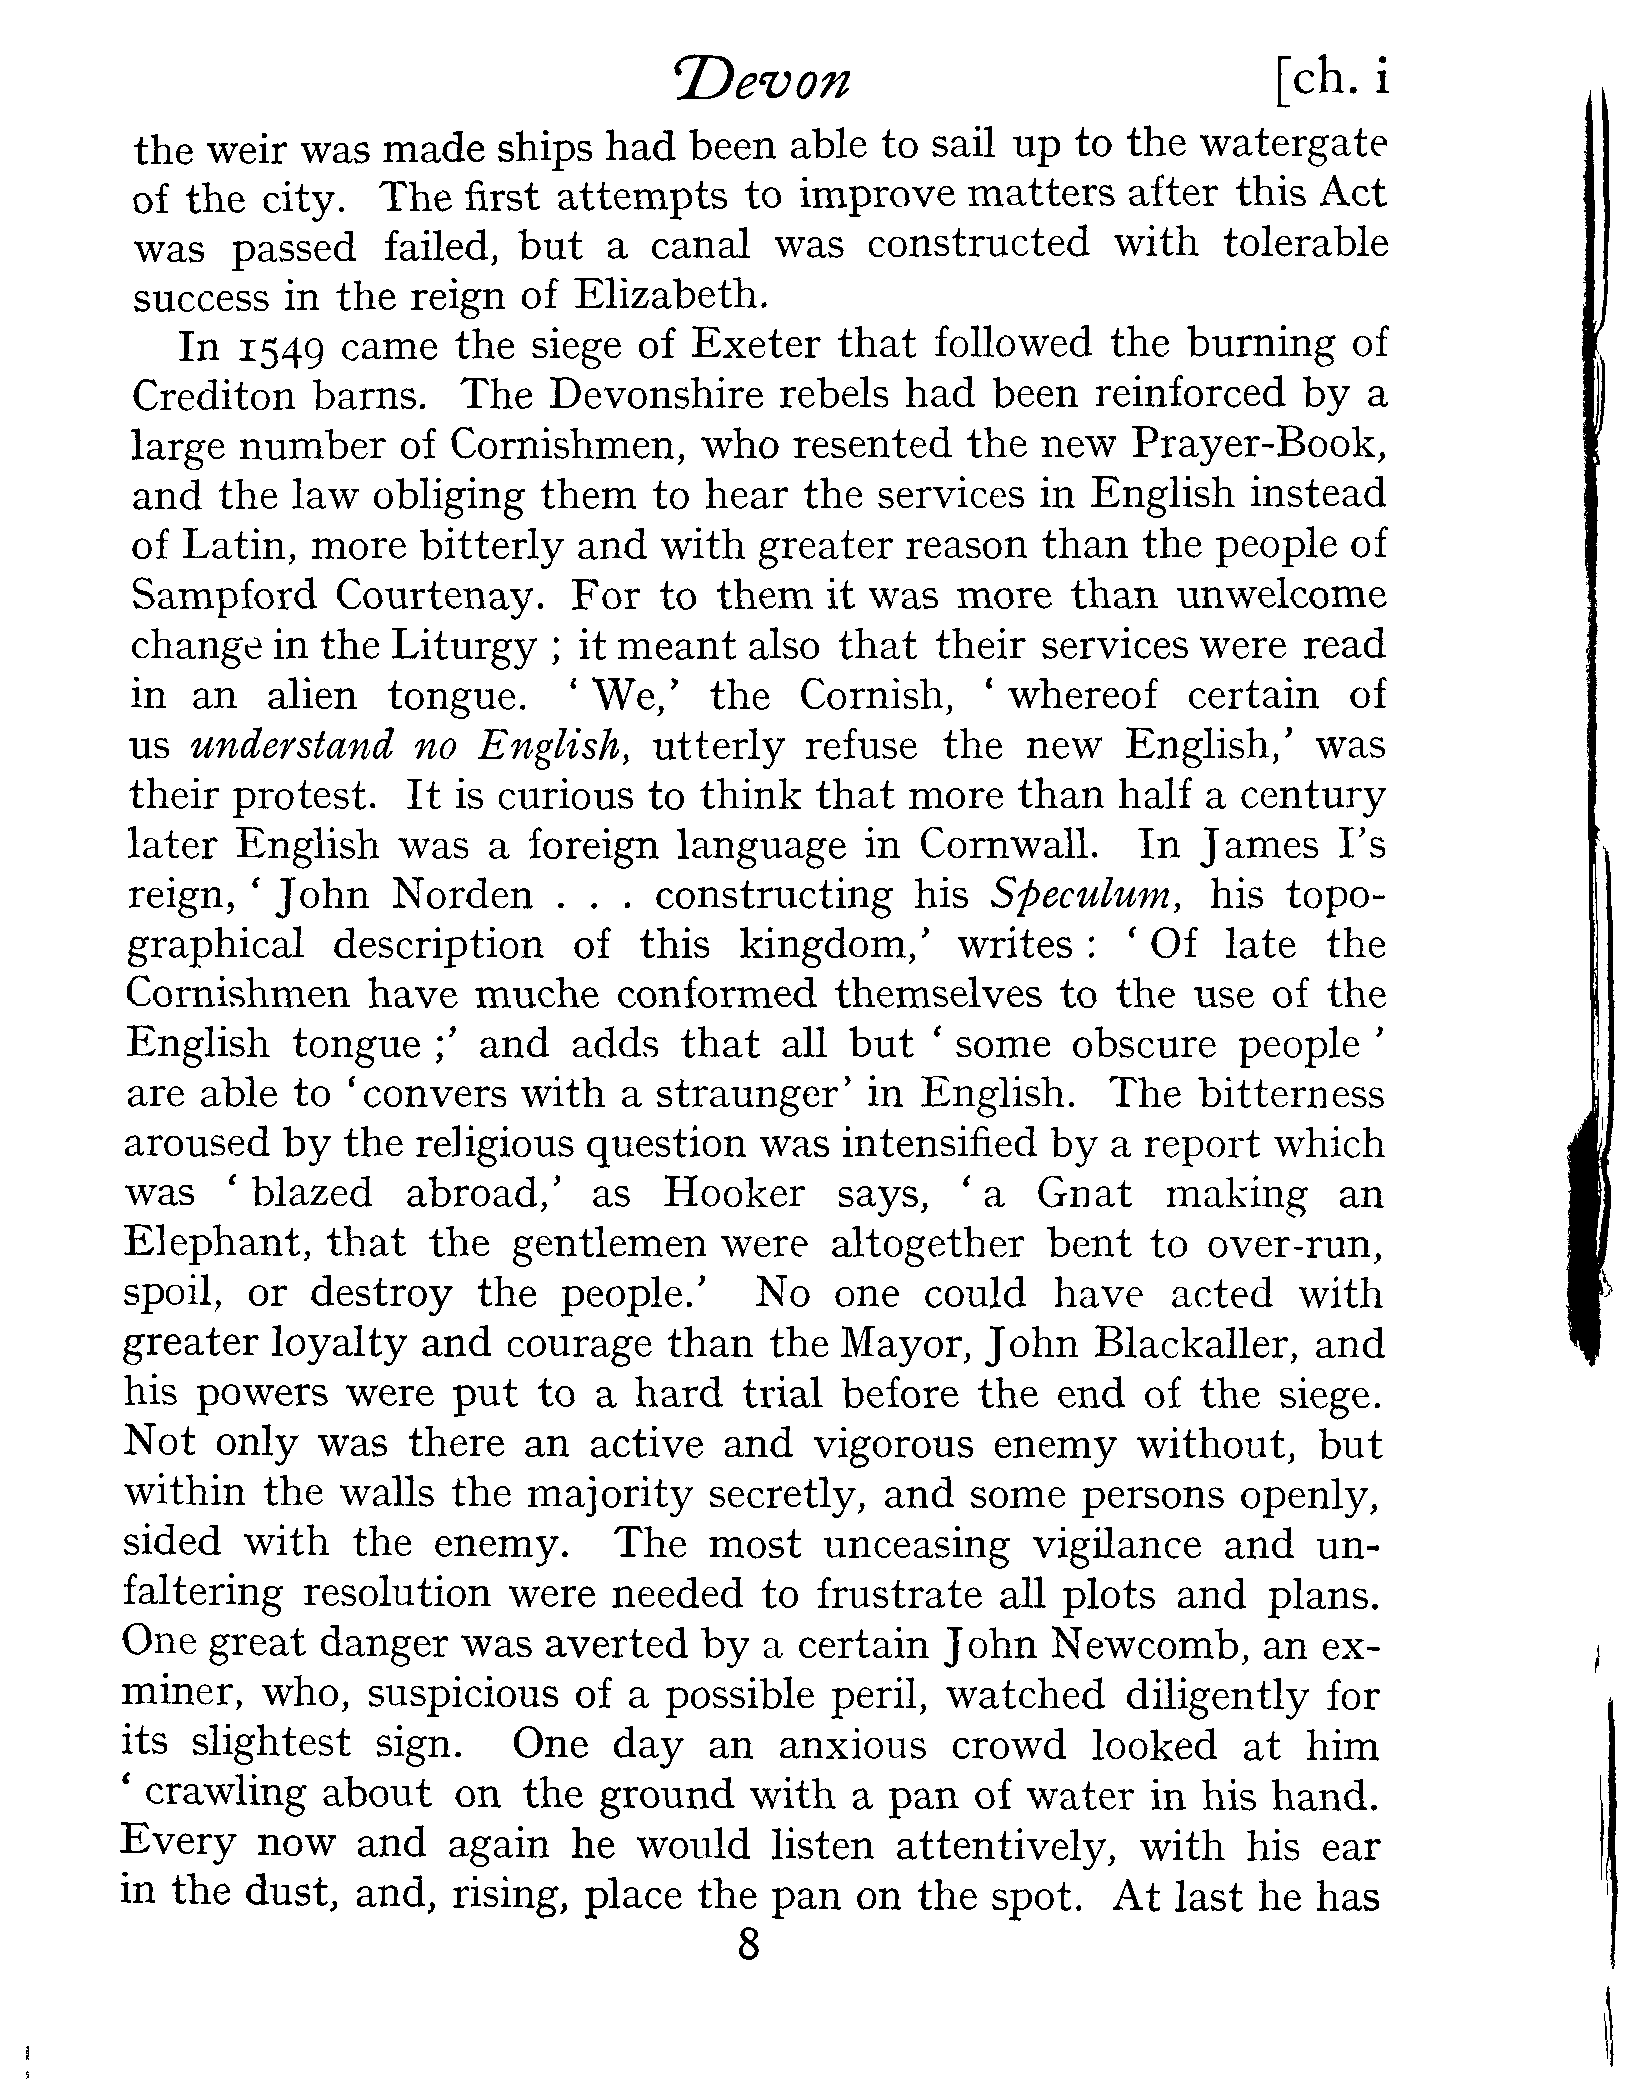 Devon [ch. i
the weir was made ships had been able to sail up to the watergate
of the city. The first attempts to improve matters after this Act
was passed failed, but a canal was constructed with tolerable
success in the reign of Elizabeth.
In 1549 came the siege of Exeter that followed the burning of
Crediton barns. The Devonshire rebels had been reinforced by a
large number of Cornishmen, who resented the new Prayer-Book,
and the law obliging them to hear the services in English instead
of Latin, more bitterly and with greater reason than the people of
Sampford Courtenay. For to them it was more than unwelcome
change in the Liturgy ; it meant also that their services were read
in an alien tongue. ‘ We,’ the Cornish, ‘ whereof certain of
us understand no English, utterly refuse the new English,’ was
their protest. It is curious to think that more than half a century
later English was a foreign language in Cornwall. In James I’s
reign, ‘ John Norden . . . constructing his Speculum, his topo-
graphical description of this kingdom,’ writes : ‘ Of late the
Cornishmen have muche conformed themselves to the use of the
English tongue ;’ and adds that all but ‘ some obscure people ’
are able to ‘ convers with a straunger’ in English. The bitterness
aroused by the religious question was intensified by a report which
was ‘ blazed abroad,’ as Hooker says, ‘ a Gnat making an
Elephant, that the gentlemen were altogether bent to over-run,
spoil, or destroy the people.’ No one could have acted with
greater loyalty and courage than the Mayor, John Blackaller, and
his powers were put to a hard trial before the end of the siege.
Not only was there an active and vigorous enemy without, but
within the walls the majority secretly, and some persons openly,
sided with the enemy. The most unceasing vigilance and un-
faltering resolution were needed to frustrate all plots and plans.
One great danger was averted by a certain John Newcomb, an ex-
miner, who, suspicious of a possible peril, watched diligently for
its slightest sign. One day an anxious crowd looked at him
‘ crawling about on the ground with a pan of water in his hand.
Every now and again he would listen attentively, with his ear
in the dust, and, rising, place the pan on the spot. At last he has
8